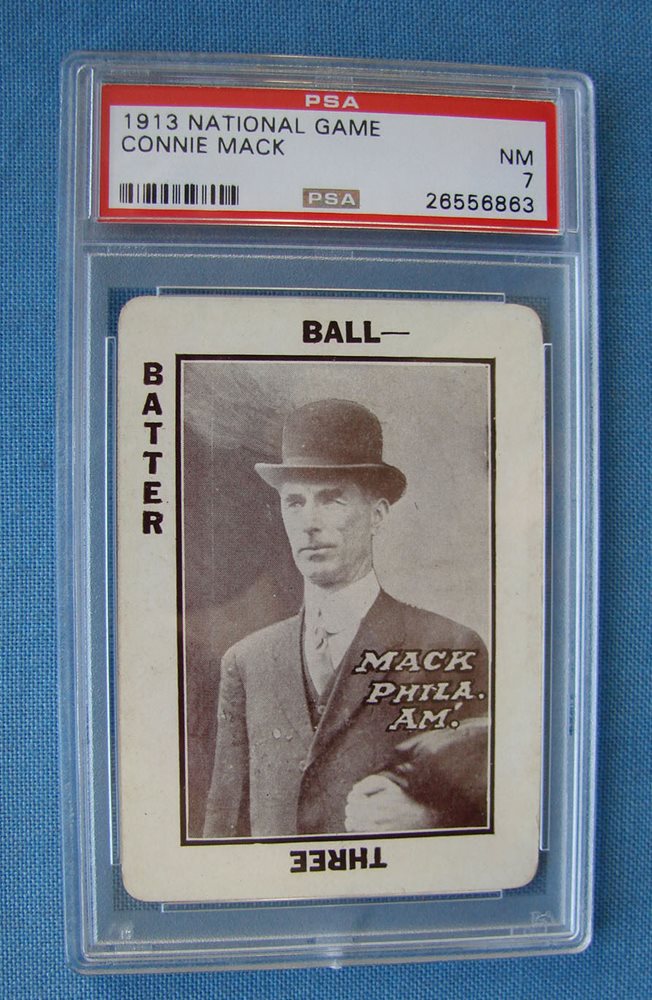 PSA
1913 NATIONAL GAME
CONNIE MACK
NM
7
PSA
26556863
BALL—
BATTER
MACK
PHILA.
AM.
THREE